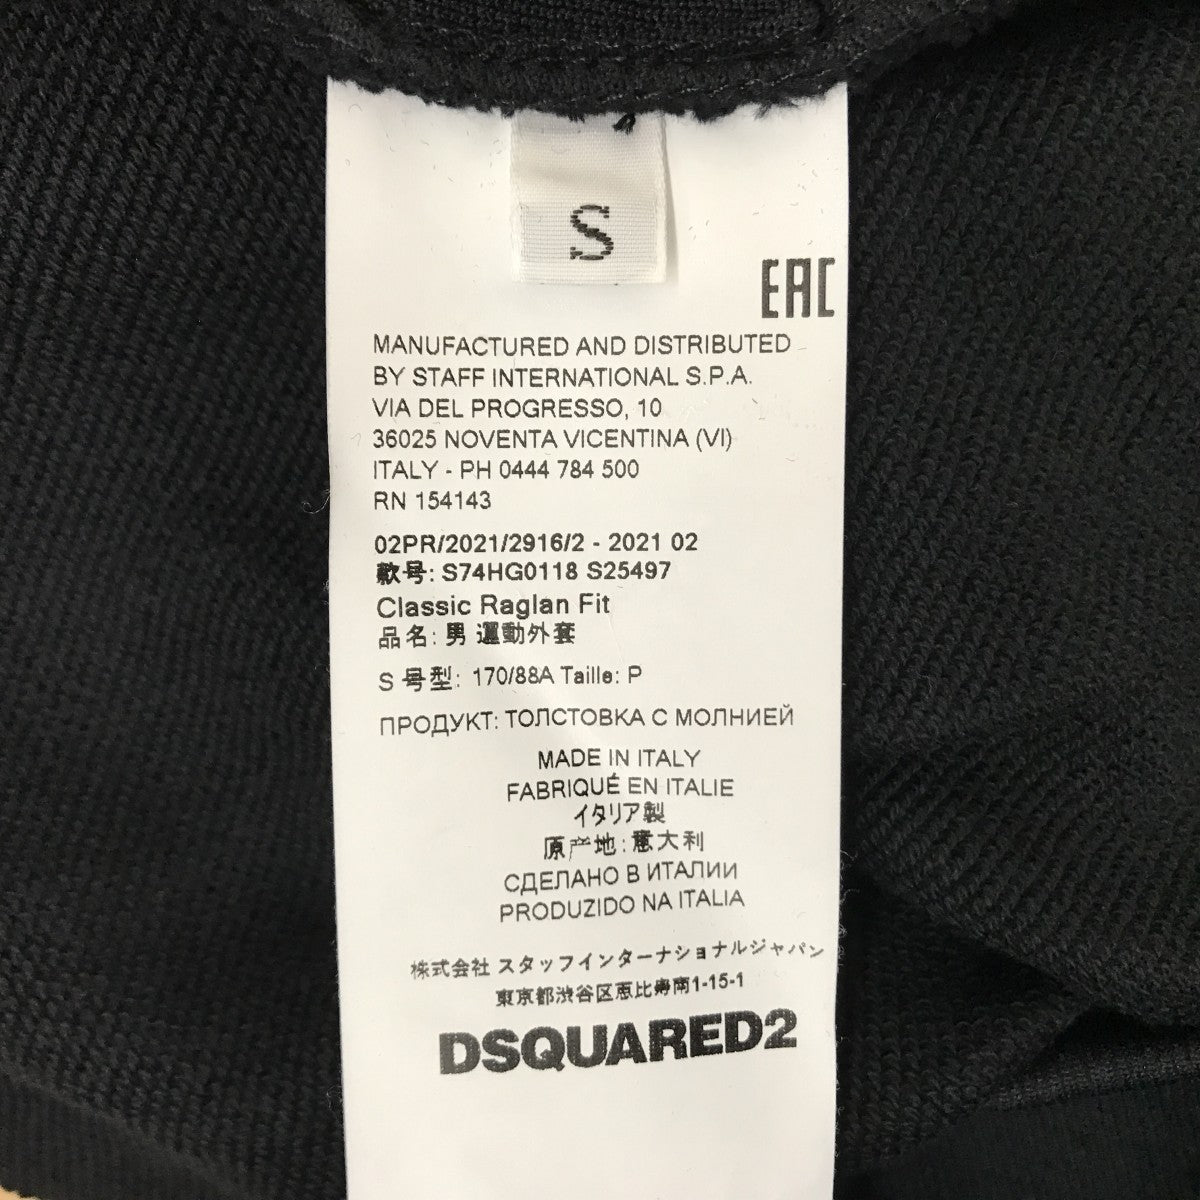 S
EAC
MANUFACTURED AND DISTRIBUTED
BY STAFF INTERNATIONAL S.P.A.
VIA DEL PROGRESSO, 10
36025 NOVENTA VICENTINA (VI)
ITALY - PH 0444 784 500
RN 154143
02PR/2021/2916/2 - 2021 02
款号: S74HG0118 S25497
Classic Raglan Fit
品名: 男 運動外套
S 号型: 170/88A Taille: P
ПРОДУКТ: ТОЛСТОВКА С МОЛНИЕЙ
MADE IN ITALY
FABRIQUÉ EN ITALIE
イタリア製
原产地: 意大利
СДЕЛАНО В ИТАЛИИ
PRODUZIDO NA ITALIA
株式会社 スタッフインターナショナルジャパン
東京都渋谷区恵比寿南1-15-1
DSQUARED2